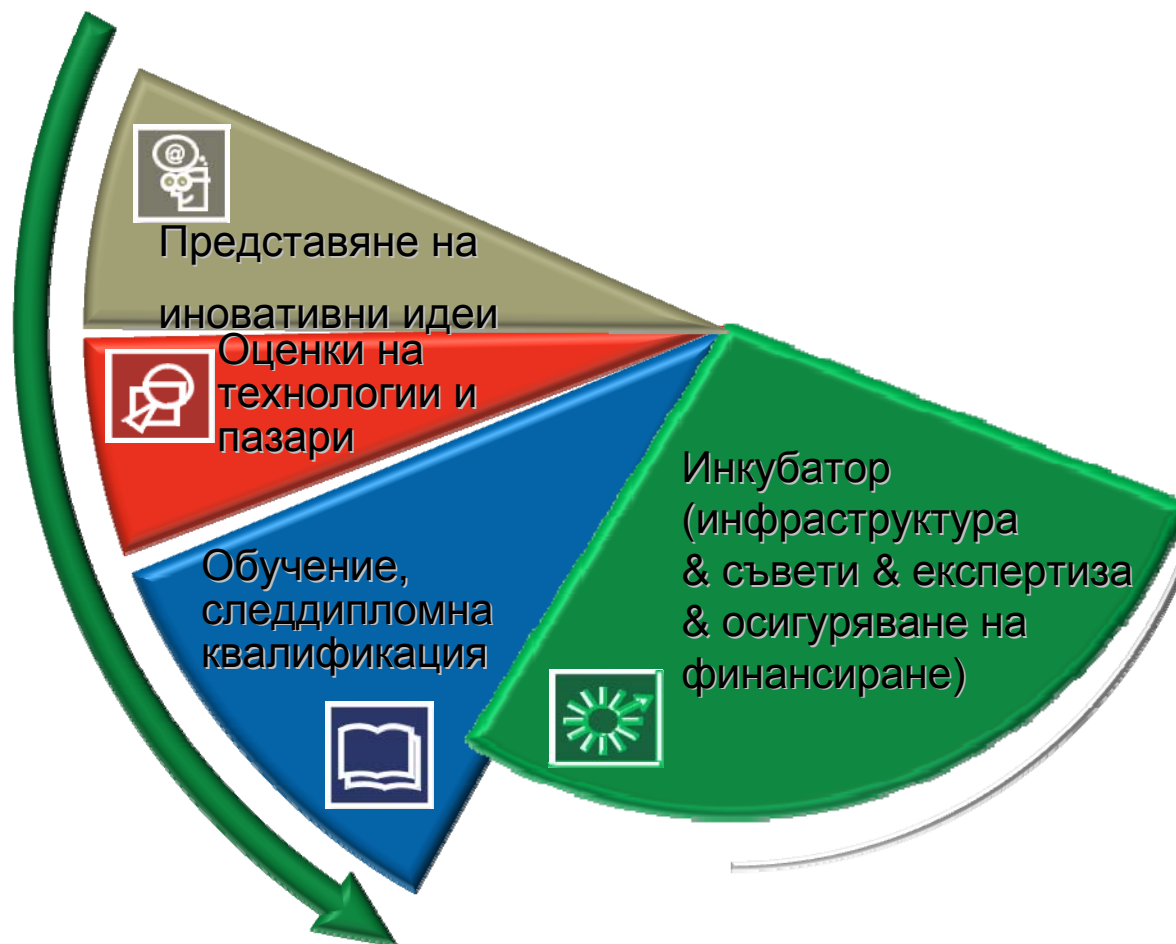 @
Представяне на
иновативни идеи
Оценки на
технологии и
пазари
Обучение,
следдипломна
квалификация
Инкубатор
(инфраструктура
& съвети & експертиза
& осигуряване на
финансиране)